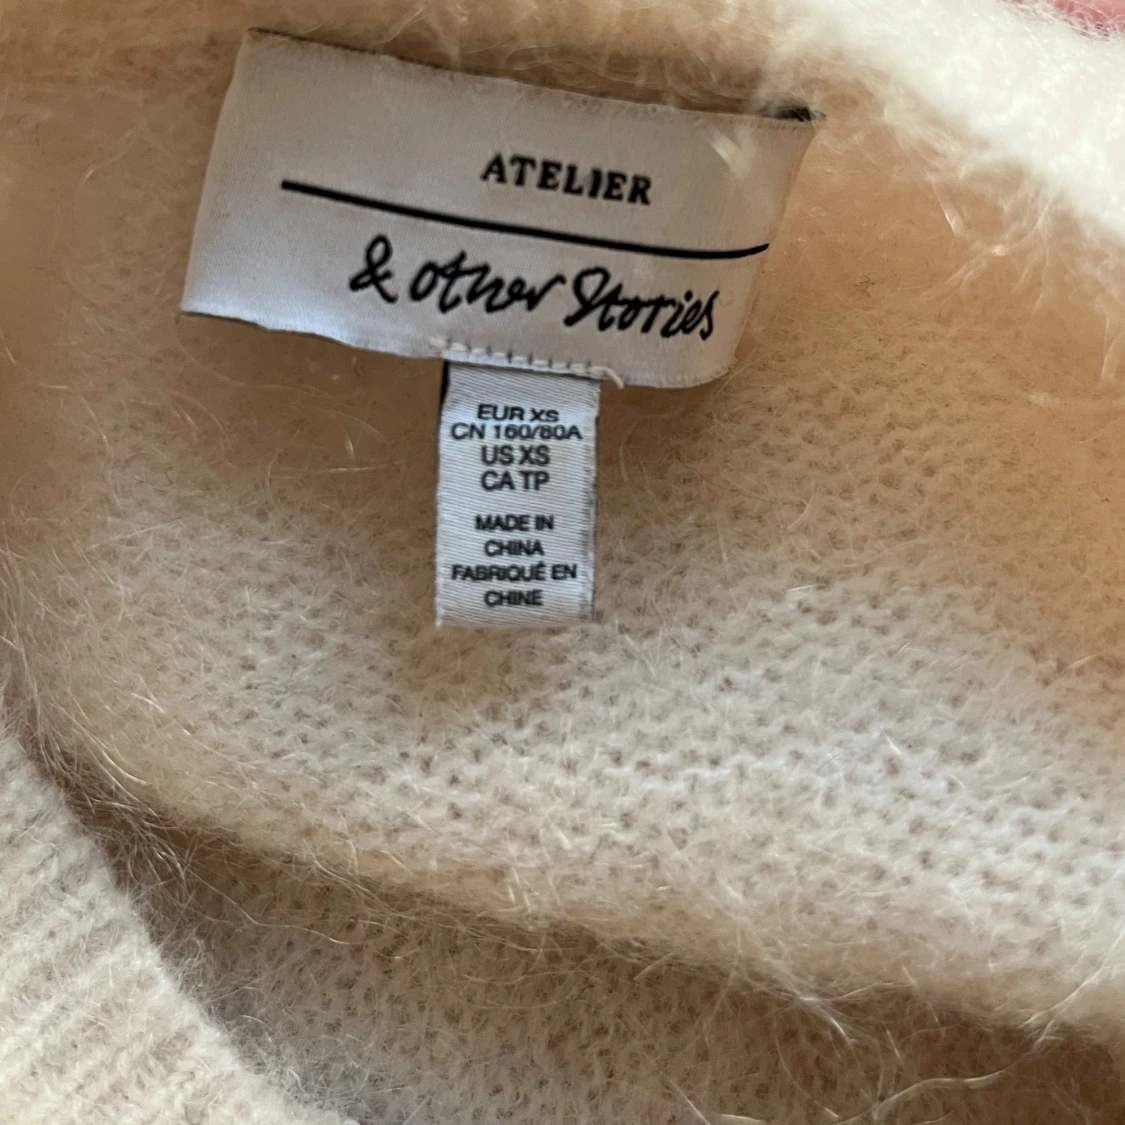 ATELIER
& other Stories
EUR XS
CN 160/80A
US XS
CA TP
MADE IN
CHINA
FABRIQUÉ EN
CHINE